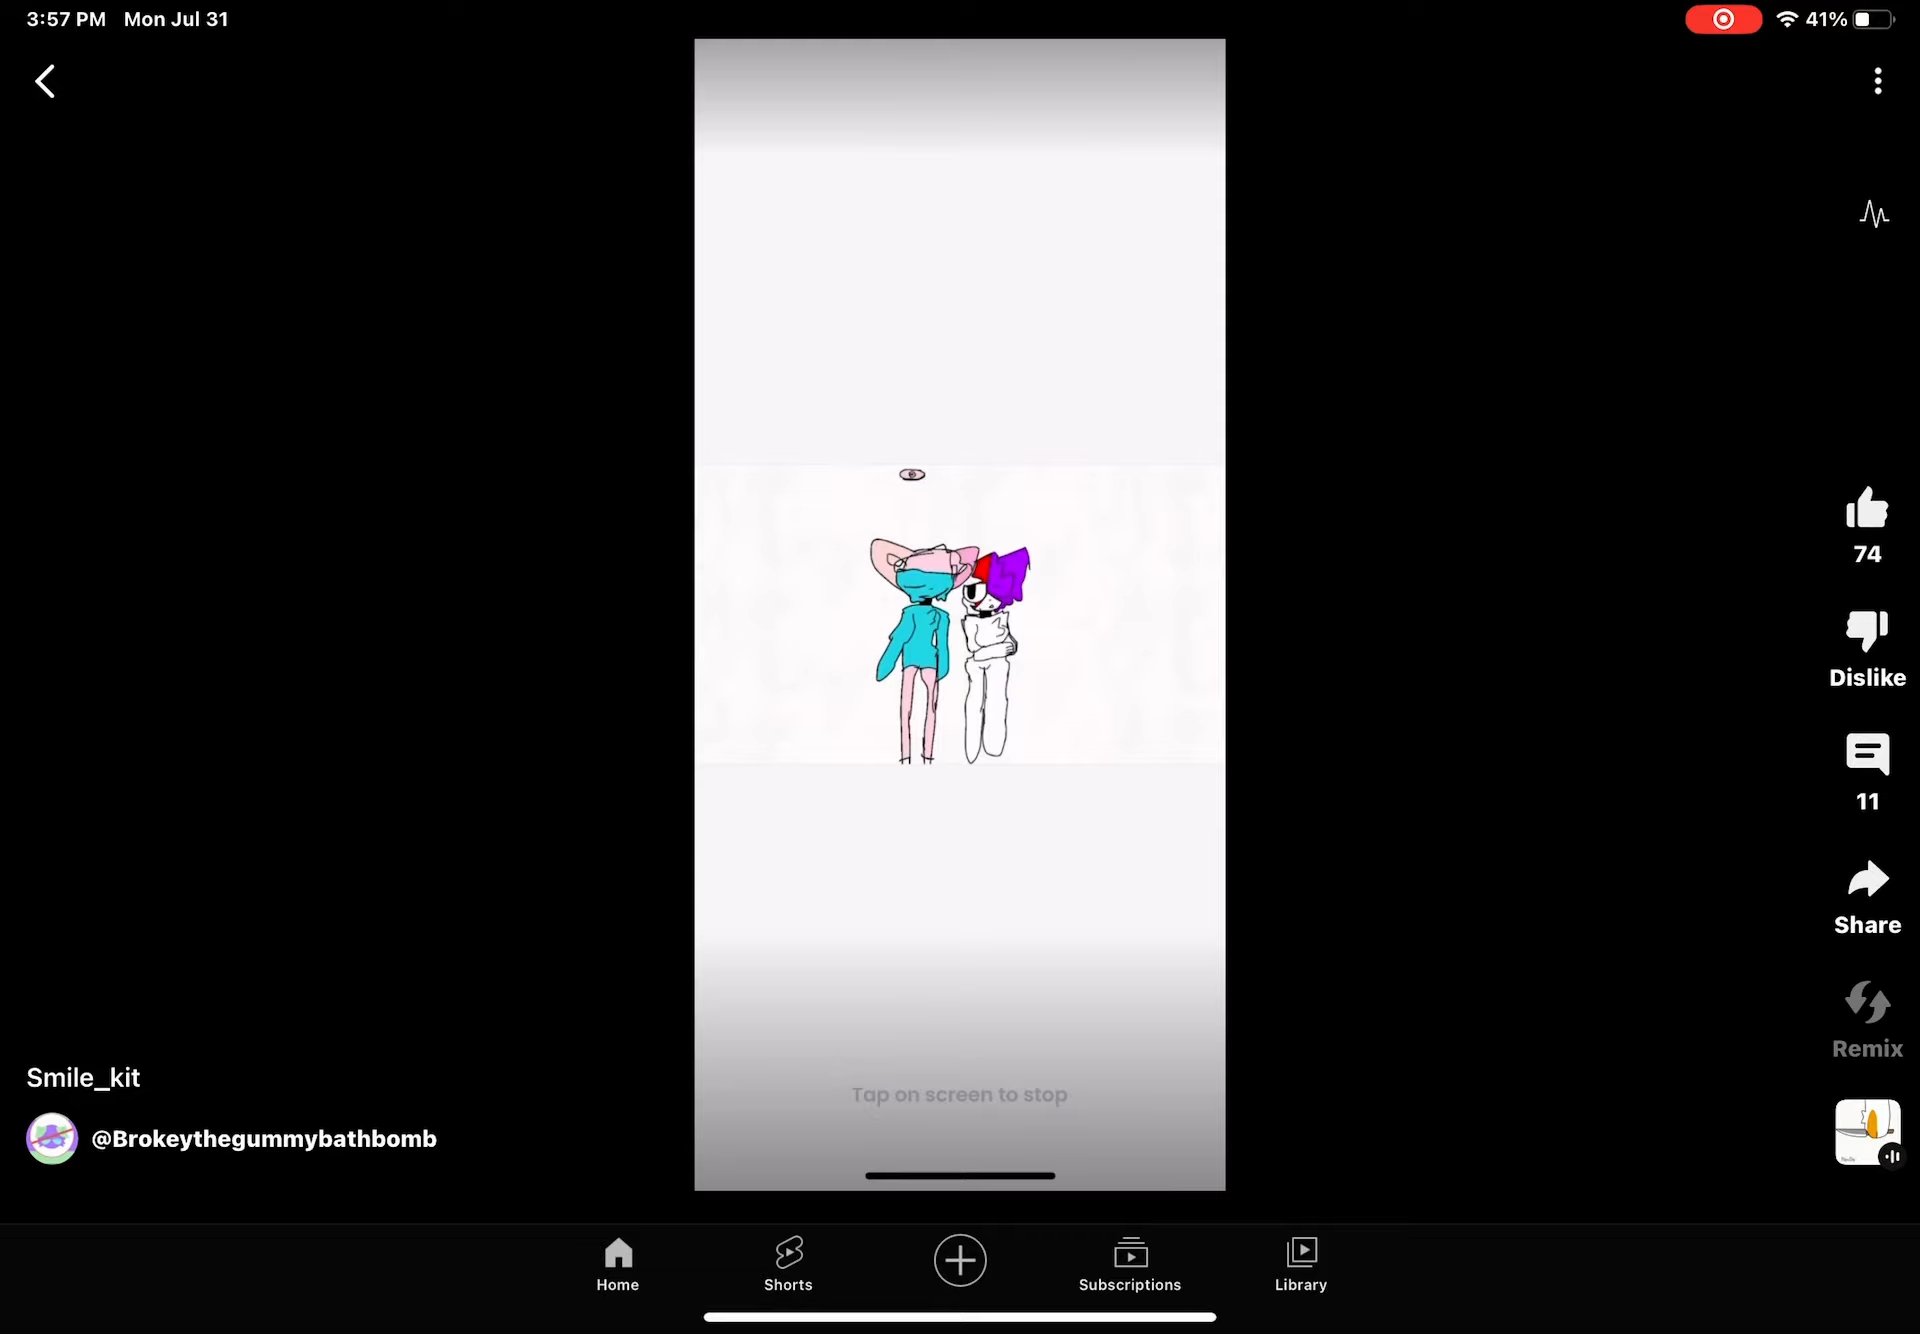 3:57 PM Mon Jul 31
41%
74
Dislike
11
Share
Remix
Tap on screen to stop
Smile_kit
@Brokeythegummybathbomb
Home
Shorts
Subscriptions
Library